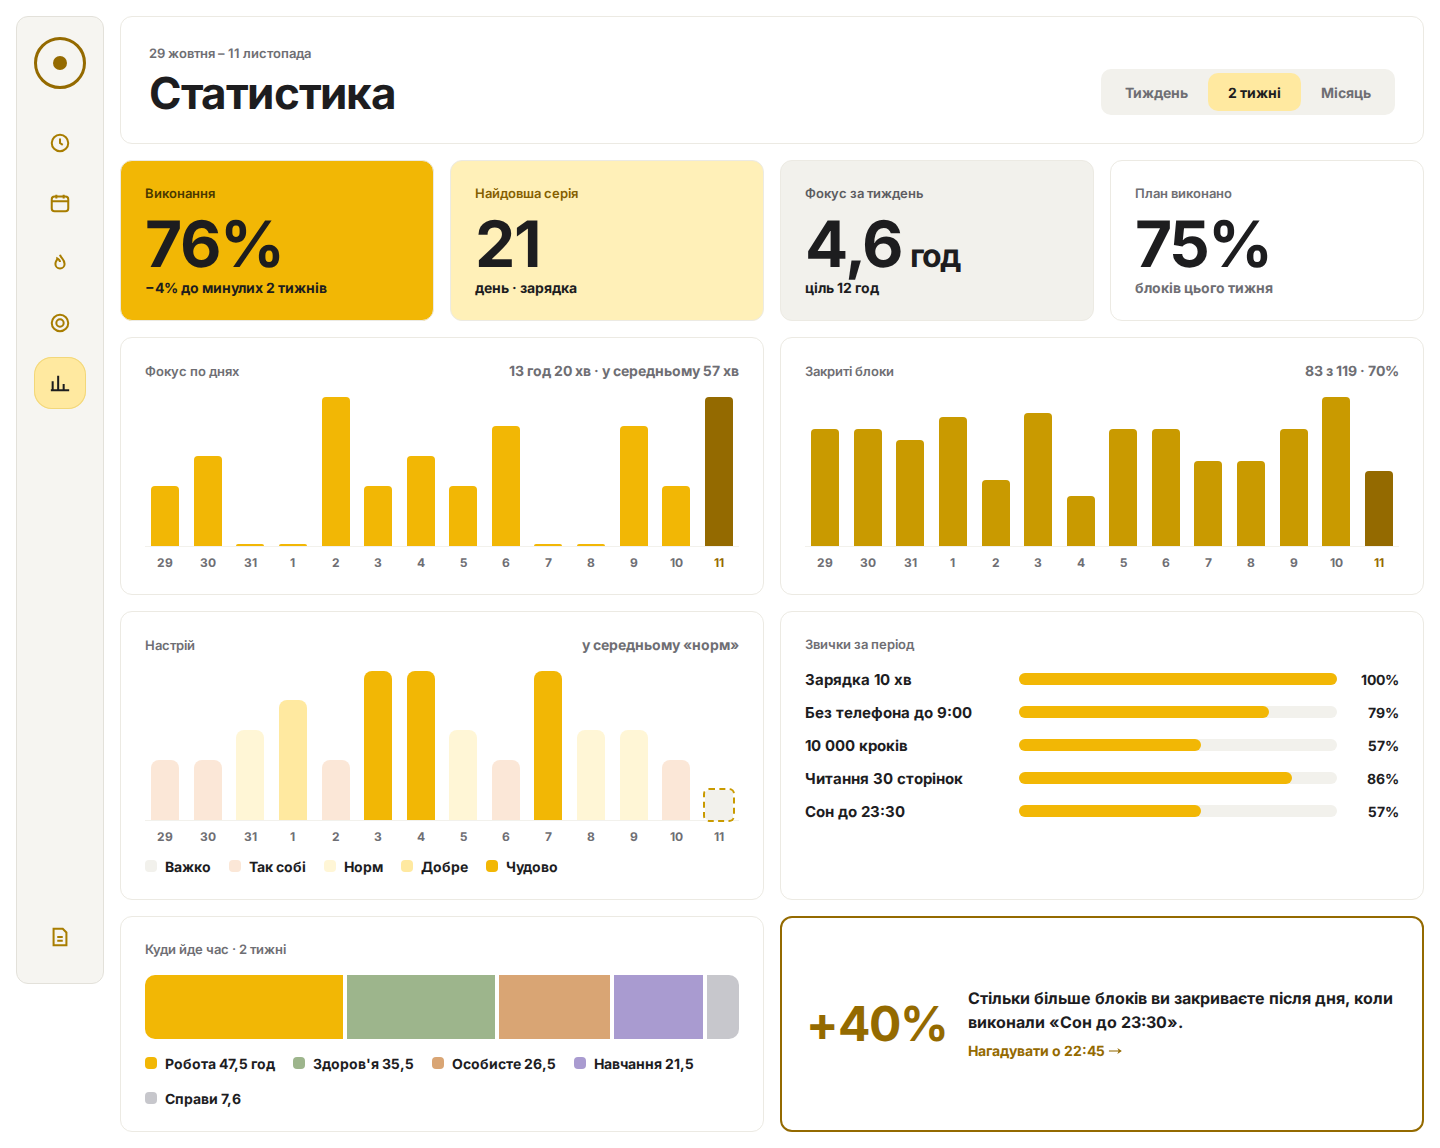 29 жовтня – 11 листопада
Статистика
Тиждень
2 тижні
Місяць
Виконання
76%
−4% до минулих 2 тижнів
Найдовша серія
21
день · зарядка
Фокус за тиждень
4,6 год
ціль 12 год
План виконано
75%
блоків цього тижня
Фокус по днях
13 год 20 хв · у середньому 57 хв
29 30 31 1 2 3 4 5 6 7 8 9 10 11
Закриті блоки
83 з 119 · 70%
29 30 31 1 2 3 4 5 6 7 8 9 10 11
Настрій
у середньому «норм»
29 30 31 1 2 3 4 5 6 7 8 9 10 11
Важко Так собі Норм Добре Чудово
Звички за період
Зарядка 10 хв 100%
Без телефона до 9:00 79%
10 000 кроків 57%
Читання 30 сторінок 86%
Сон до 23:30 57%
Куди йде час · 2 тижні
Робота 47,5 год Здоров'я 35,5 Особисте 26,5 Навчання 21,5
Справи 7,6
+40%
Стільки більше блоків ви закриваєте після дня, коли
виконали «Сон до 23:30».
Нагадувати о 22:45 →